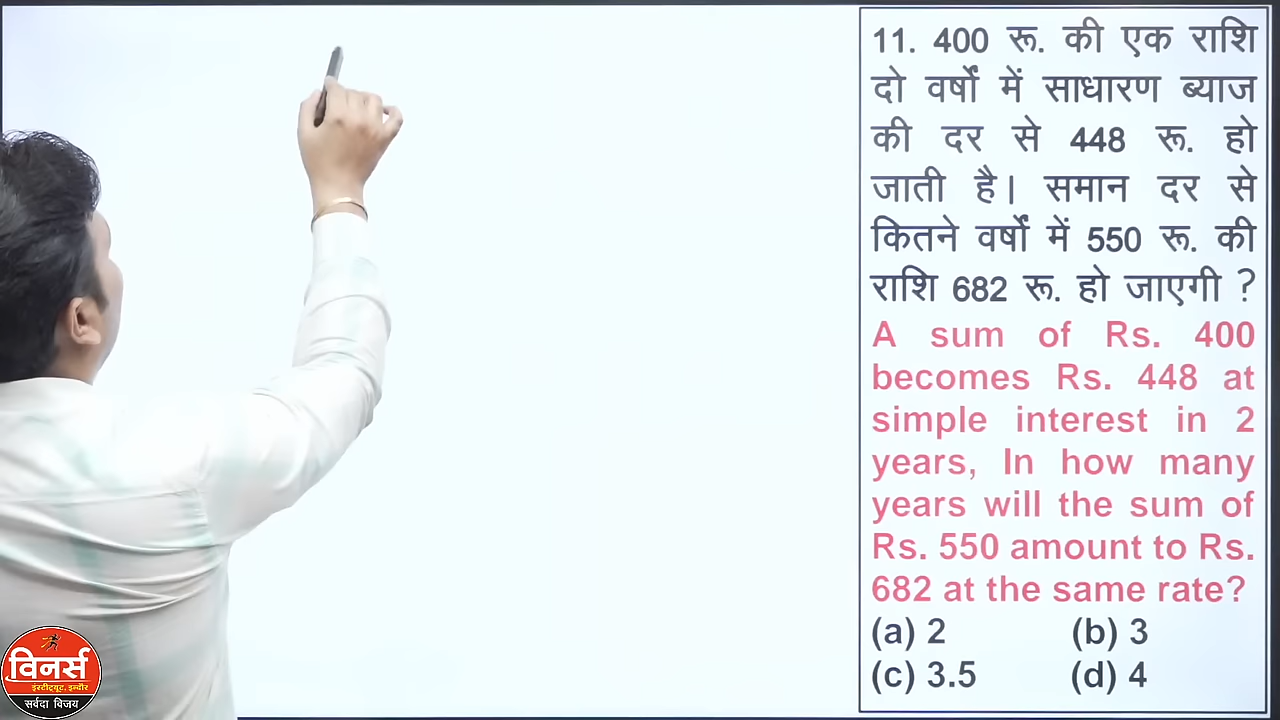 11. 400 रू. की एक राशि
दो वर्षों में साधारण ब्याज
की दर से 448 रू. हो
जाती है। समान दर से
कितने वर्षों में 550 रू. की
राशि 682 रू. हो जाएगी ?
A sum of Rs. 400
becomes Rs. 448 at
simple interest in 2
years, In how many
years will the sum of
Rs. 550 amount to Rs.
682 at the same rate?
(a) 2 (b) 3
(c) 3.5 (d) 4
विनर्स
इंस्टीट्यूट, इन्दौर
सर्वदा विजय